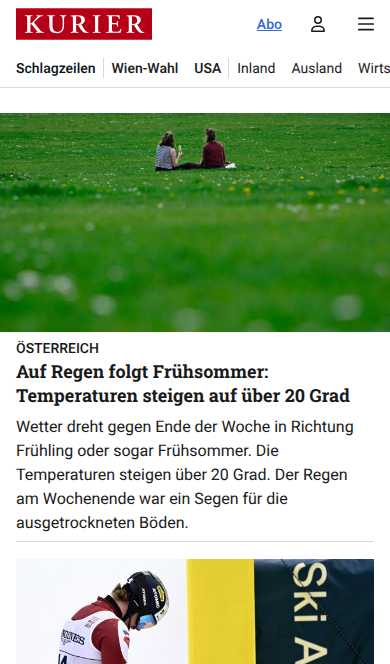 KURIER
Abo
Schlagzeilen Wien-Wahl USA Inland Ausland Wirts
ÖSTERREICH
Auf Regen folgt Frühsommer:
Temperaturen steigen auf über 20 Grad
Wetter dreht gegen Ende der Woche in Richtung
Frühling oder sogar Frühsommer. Die
Temperaturen steigen über 20 Grad. Der Regen
am Wochenende war ein Segen für die
ausgetrockneten Böden.
Ski A
LONGINES